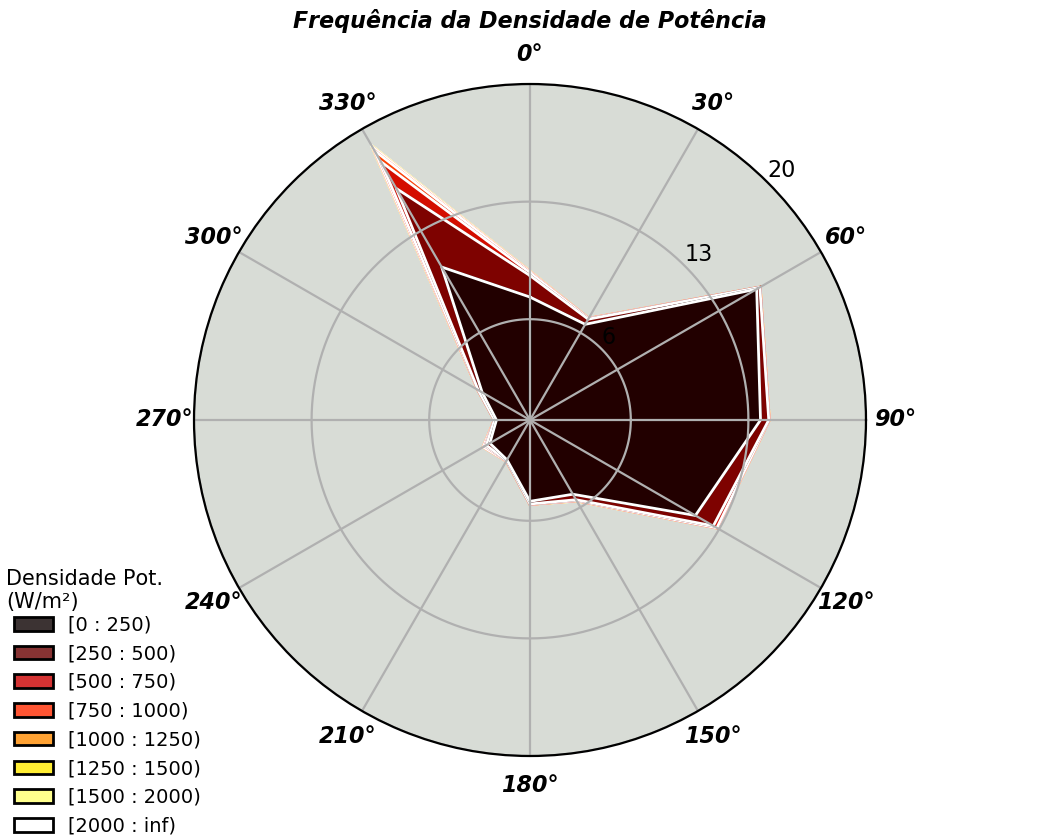 Frequência da Densidade de Potência
0°
330°
30°
20
300°
60°
13
6
270°
90°
240°
120°
210°
150°
180°
Densidade Pot.
(W/m²)
[0 : 250)
[250 : 500)
[500 : 750)
[750 : 1000)
[1000 : 1250)
[1250 : 1500)
[1500 : 2000)
[2000 : inf)